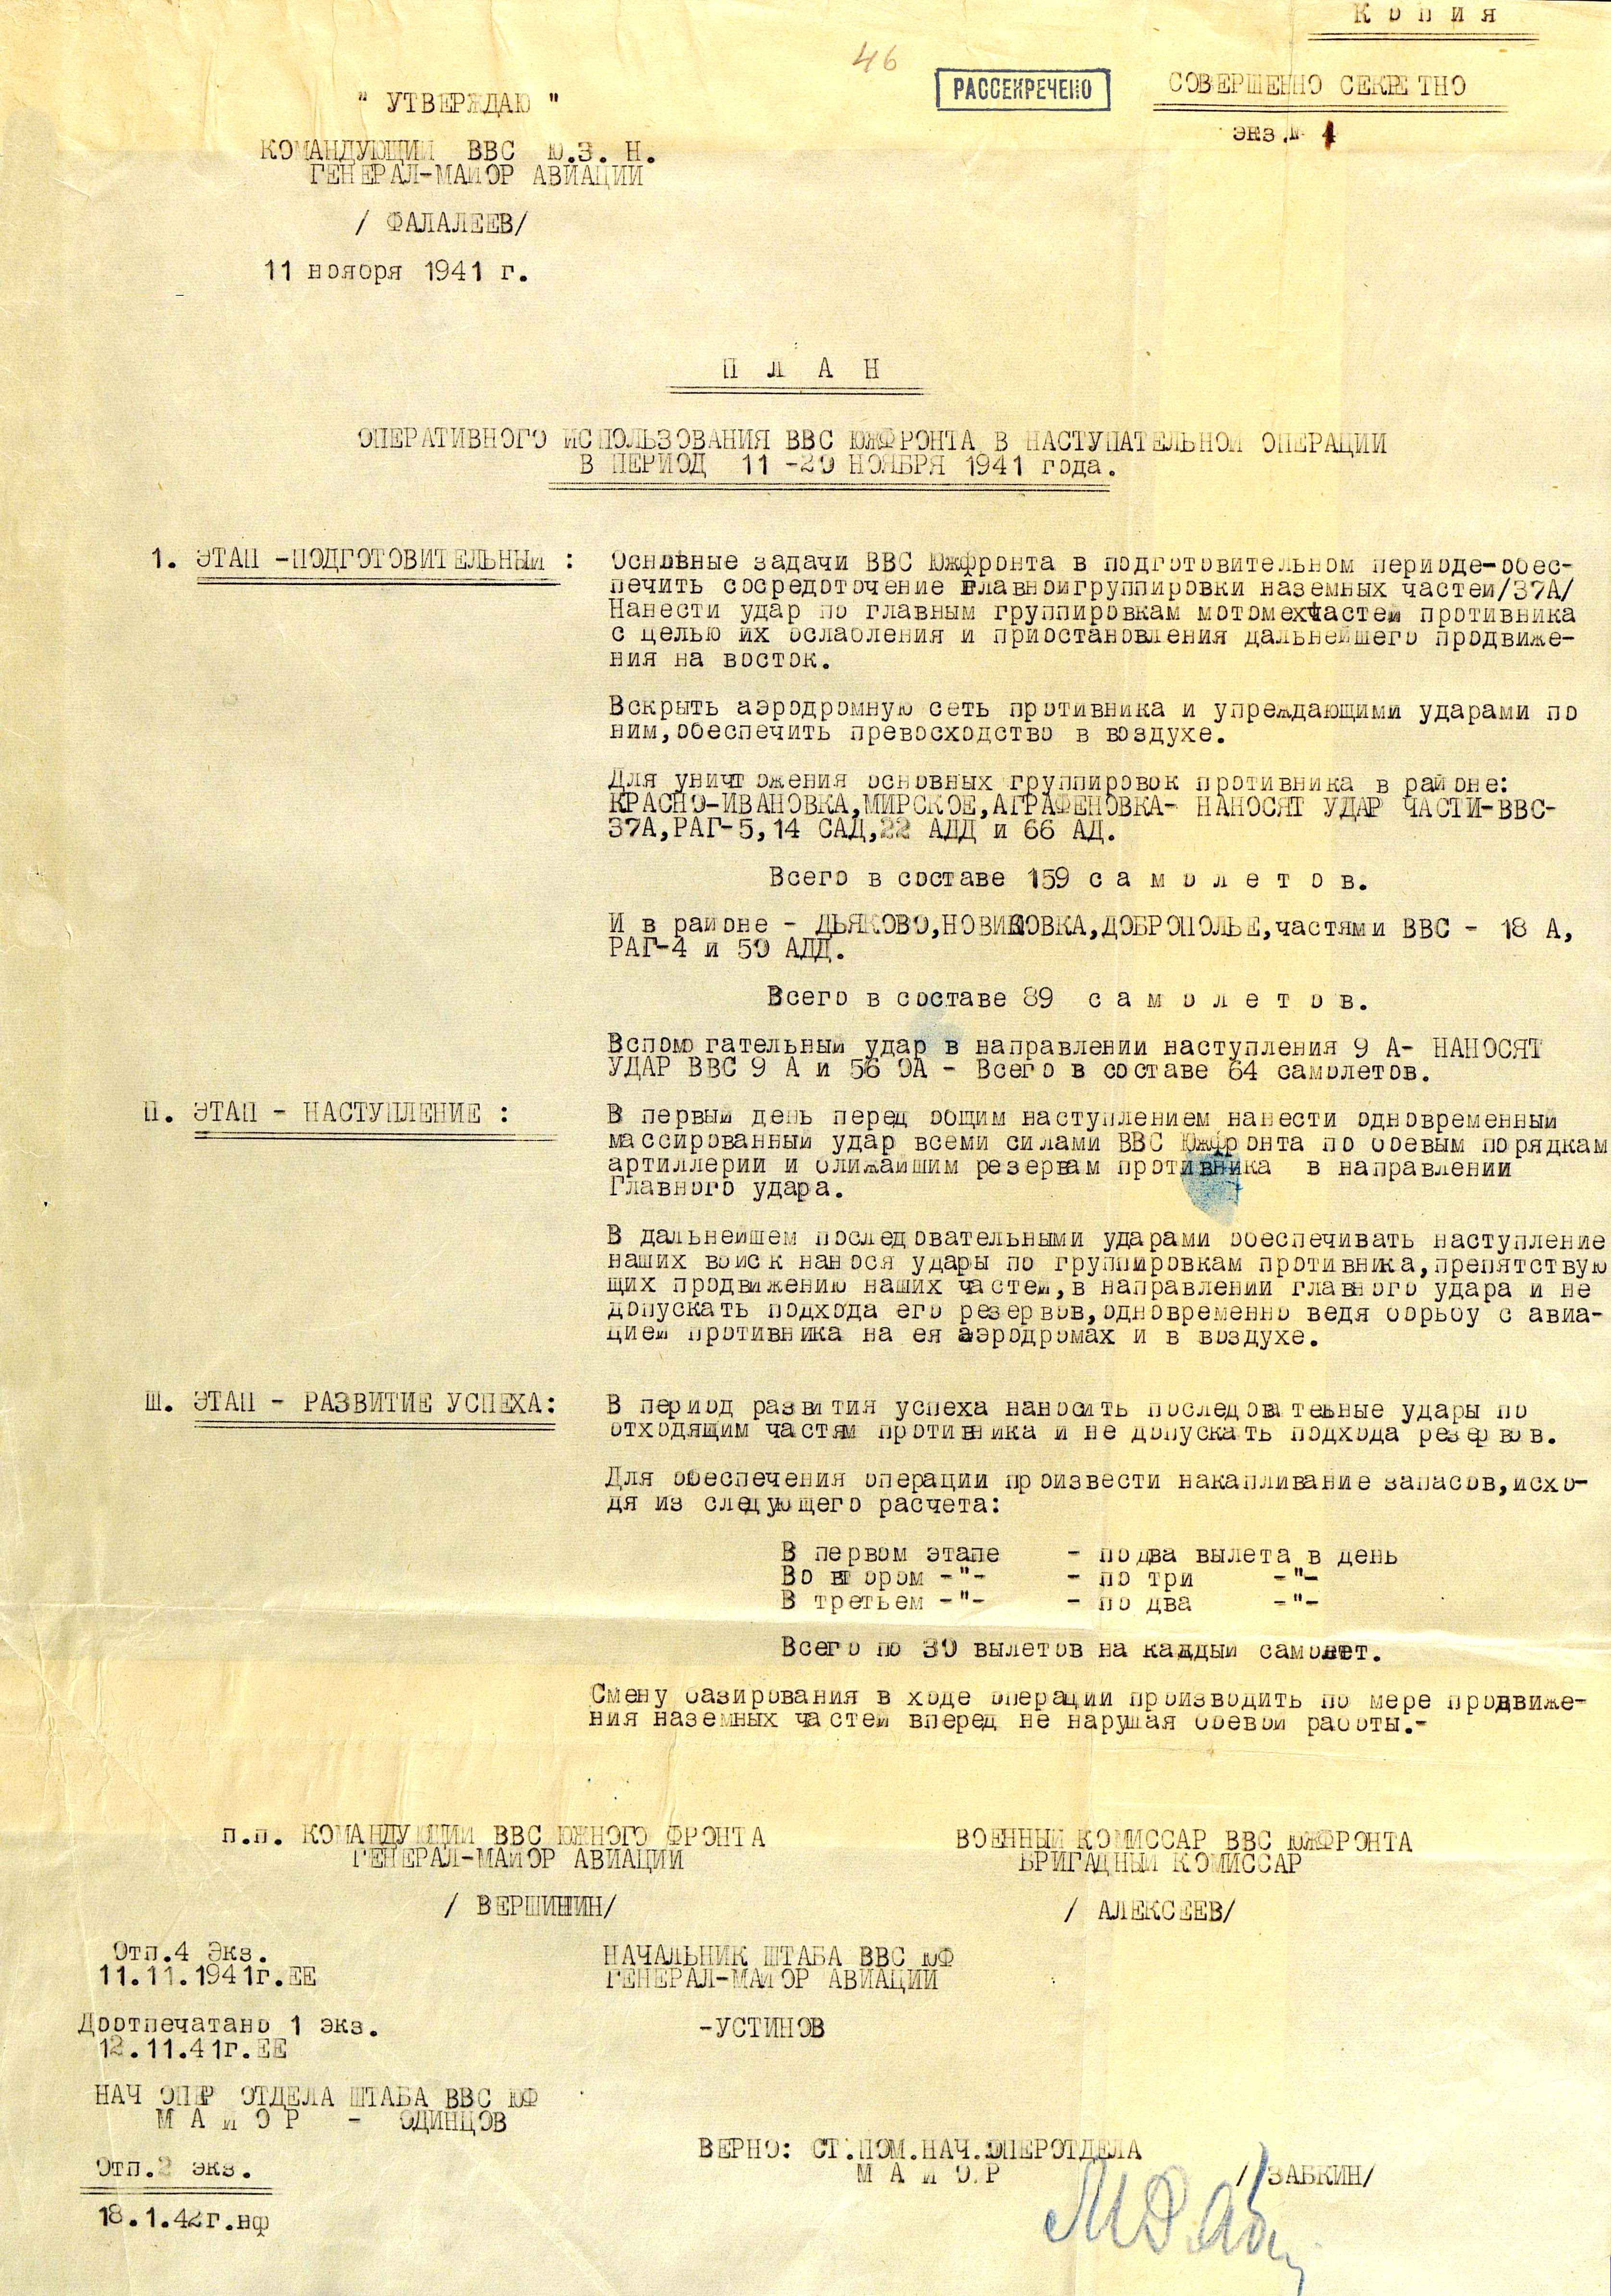 К о п и я
46
РАССЕКРЕЧЕНО
СОВЕРШЕННО СЕКРЕТНО
экз.№ 4
" УТВЕРЖДАЮ "
КОМАНДУЮЩИЙ ВВС Ю.З. Н.
ГЕНЕРАЛ-МАЙОР АВИАЦИИ
/ ФАЛАЛЕЕВ/
11 ноября 1941 г.
П Л А Н
ОПЕРАТИВНОГО ИСПОЛЬЗОВАНИЯ ВВС ЮЖФРОНТА В НАСТУПАТЕЛЬНОЙ ОПЕРАЦИИ
В ПЕРИОД 11 -20 НОЯБРЯ 1941 года.
1. ЭТАП -ПОДГОТОВИТЕЛЬНЫЙ :
Основные задачи ВВС Южфронта в подготовительном периоде-обес-
печить сосредоточение главнойгруппировки наземных частей/37А/
Нанести удар по главным группировкам мотомехчастей противника
с целью их ослабления и приостановления дальнейшего продвиже-
ния на восток.
Вскрыть аэродромную сеть противника и упреждающими ударами по
ним,обеспечить превосходство в воздухе.
Для уничтожения основных группировок противника в районе:
КРАСНО-ИВАНОВКА,МИРСКОЕ,АГРАФЕНОВКА- НАНОСЯТ УДАР ЧАСТИ-ВВС-
37А,РАГ-5,14 САД,22 АДД и 66 АД.
Всего в составе 159 с а м о л е т о в.
И в районе - ДЬЯКОВО,НОВИКОВКА,ДОБРОПОЛЬЕ,частями ВВС - 18 А,
РАГ-4 и 50 АДД.
Всего в составе 89 с а м о л е т о в.
Вспомогательный удар в направлении наступления 9 А- НАНОСЯТ
УДАР ВВС 9 А и 56 ОА - Всего в составе 64 самолетов.
П. ЭТАП - НАСТУПЛЕНИЕ :
В первый день перед общим наступлением нанести одновременный
массированный удар всеми силами ВВС Южфронта по боевым порядкам
артиллерии и ближайшим резервам противника в направлении
Главного удара.
В дальнейшем последовательными ударами обеспечивать наступление
наших войск нанося удары по группировкам противника,препятствую
щих продвижению наших частей,в направлении главного удара и не
допускать подхода его резервов,одновременно ведя борьбу с авиа-
цией противника на ея аэродромах и в воздухе.
Ш. ЭТАП - РАЗВИТИЕ УСПЕХА:
В период развития успеха наносить последовательные удары по
отходящим частям противника и не допускать подхода резервов.
Для обеспечения операции произвести накапливание запасов,исхо-
дя из следующего расчета:
В первом этапе - по два вылета в день
Во втором -"- - по три -"-
В третьем -"- - по два -"-
Всего по 30 вылетов на каждый самолет.
Смену базирования в ходе операции производить по мере продвиже-
ния наземных частей вперед не нарушая боевой работы.-
п.п. КОМАНДУЮЩИЙ ВВС ЮЖНОГО ФРОНТА
ГЕНЕРАЛ-МАЙОР АВИАЦИИ
/ ВЕРШИНИН/
ВОЕННЫЙ КОМИССАР ВВС ЮЖФРОНТА
БРИГАДНЫЙ КОМИССАР
/ АЛЕКСЕЕВ/
Отп.4 Экз.
11.11.1941г.ЕЕ
НАЧАЛЬНИК ШТАБА ВВС ЮФ
ГЕНЕРАЛ-МАЙОР АВИАЦИИ
Доотпечатано 1 экз.
12.11.41г.ЕЕ
-УСТИНОВ
НАЧ ОПЕР ОТДЕЛА ШТАБА ВВС ЮФ
М А Й О Р - ОДИНЦОВ
ВЕРНО: СТ.ПОМ.НАЧ.ОПЕРОТДЕЛА
М А Й О Р / ЗАБКИН/
Отп.2 экз.
18.1.42г.нф